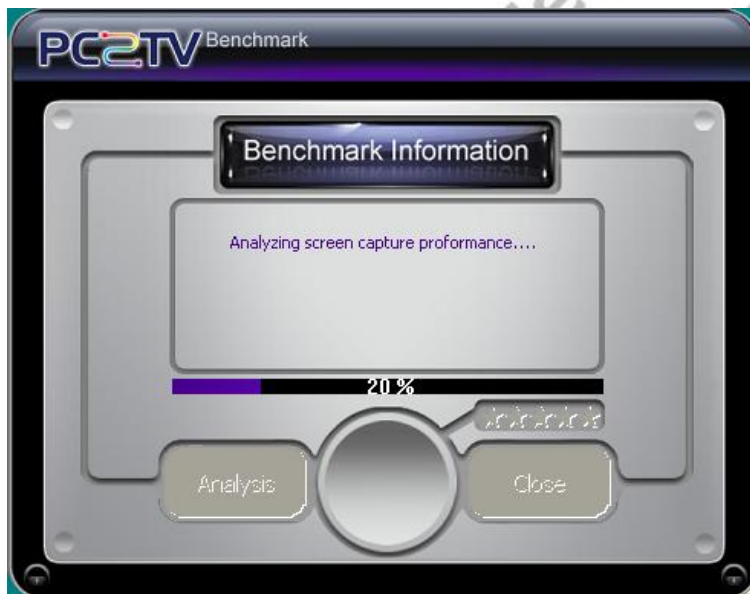 PC2TV Benchmark
Benchmark Information
Analyzing screen capture proformance....
20 %
Analysis
Close